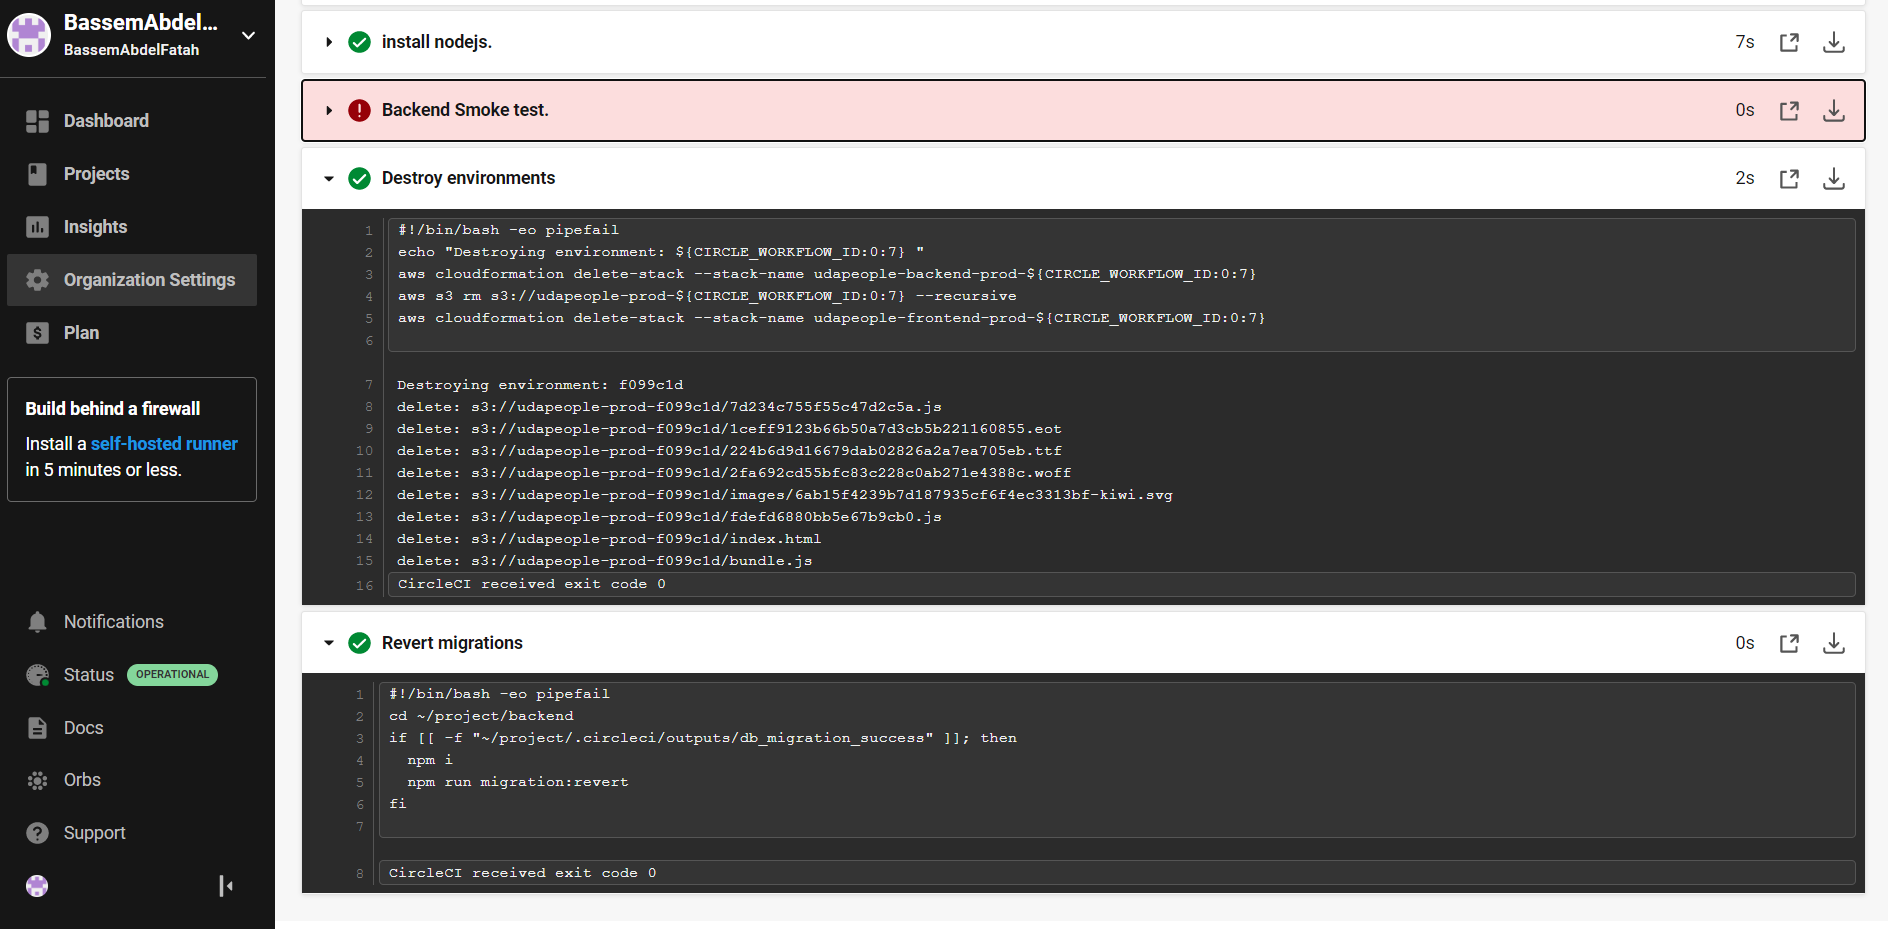 BassemAbdel...
BassemAbdelFatah
Dashboard
Projects
Insights
Organization Settings
Plan
Build behind a firewall
Install a self-hosted runner
in 5 minutes or less.
Notifications
Status OPERATIONAL
Docs
Orbs
Support
install nodejs. 7s
Backend Smoke test. 0s
Destroy environments 2s
1 #!/bin/bash -eo pipefail
2 echo "Destroying environment: ${CIRCLE_WORKFLOW_ID:0:7} "
3 aws cloudformation delete-stack --stack-name udapeople-backend-prod-${CIRCLE_WORKFLOW_ID:0:7}
4 aws s3 rm s3://udapeople-prod-${CIRCLE_WORKFLOW_ID:0:7} --recursive
5 aws cloudformation delete-stack --stack-name udapeople-frontend-prod-${CIRCLE_WORKFLOW_ID:0:7}
6
7 Destroying environment: f099c1d
8 delete: s3://udapeople-prod-f099c1d/7d234c755f55c47d2c5a.js
9 delete: s3://udapeople-prod-f099c1d/1ceff9123b66b50a7d3cb5b221160855.eot
10 delete: s3://udapeople-prod-f099c1d/224b6d9d16679dab02826a2a7ea705eb.ttf
11 delete: s3://udapeople-prod-f099c1d/2fa692cd55bfc83c228c0ab271e4388c.woff
12 delete: s3://udapeople-prod-f099c1d/images/6ab15f4239b7d187935cf6f4ec3313bf-kiwi.svg
13 delete: s3://udapeople-prod-f099c1d/fdefd6880bb5e67b9cb0.js
14 delete: s3://udapeople-prod-f099c1d/index.html
15 delete: s3://udapeople-prod-f099c1d/bundle.js
16 CircleCI received exit code 0
Revert migrations 0s
1 #!/bin/bash -eo pipefail
2 cd ~/project/backend
3 if [[ -f "~/project/.circleci/outputs/db_migration_success" ]]; then
4 npm i
5 npm run migration:revert
6 fi
7
8 CircleCI received exit code 0